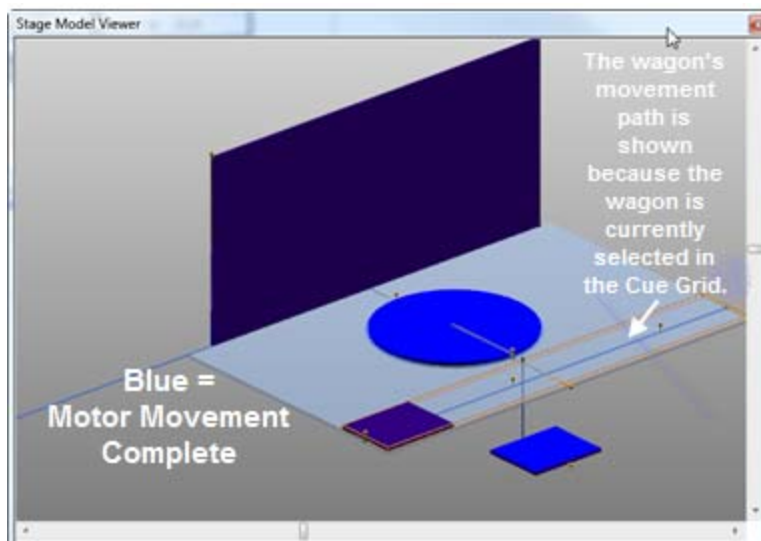 Stage Model Viewer
The wagon's
movement
path is
shown
because the
wagon is
currently
selected in
the Cue Grid.
Blue =
Motor Movement
Complete